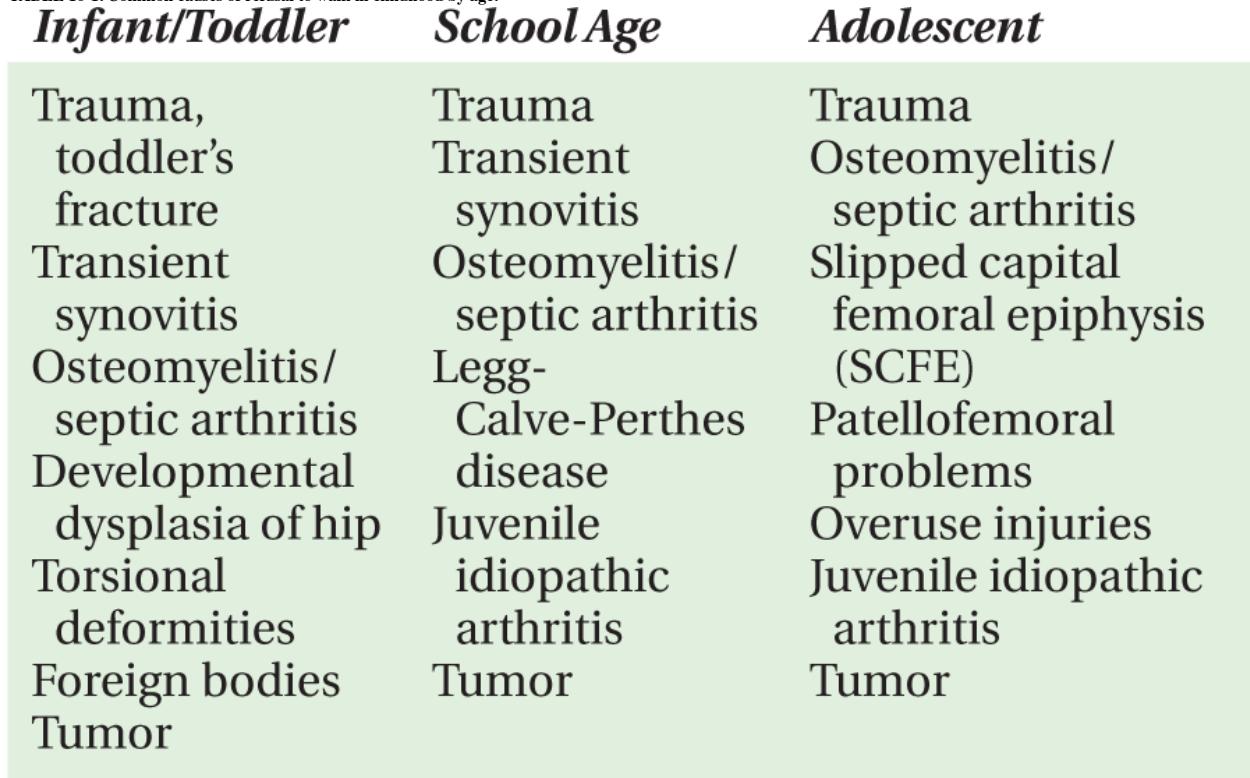 Infant/Toddler School Age Adolescent
Trauma,
toddler's
fracture
Transient
synovitis
Osteomyelitis/
septic arthritis
Developmental
dysplasia of hip
Torsional
deformities
Foreign bodies
Tumor
Trauma
Transient
synovitis
Osteomyelitis/
septic arthritis
Legg-
Calve-Perthes
disease
Juvenile
idiopathic
arthritis
Tumor
Trauma
Osteomyelitis/
septic arthritis
Slipped capital
femoral epiphysis
(SCFE)
Patellofemoral
problems
Overuse injuries
Juvenile idiopathic
arthritis
Tumor